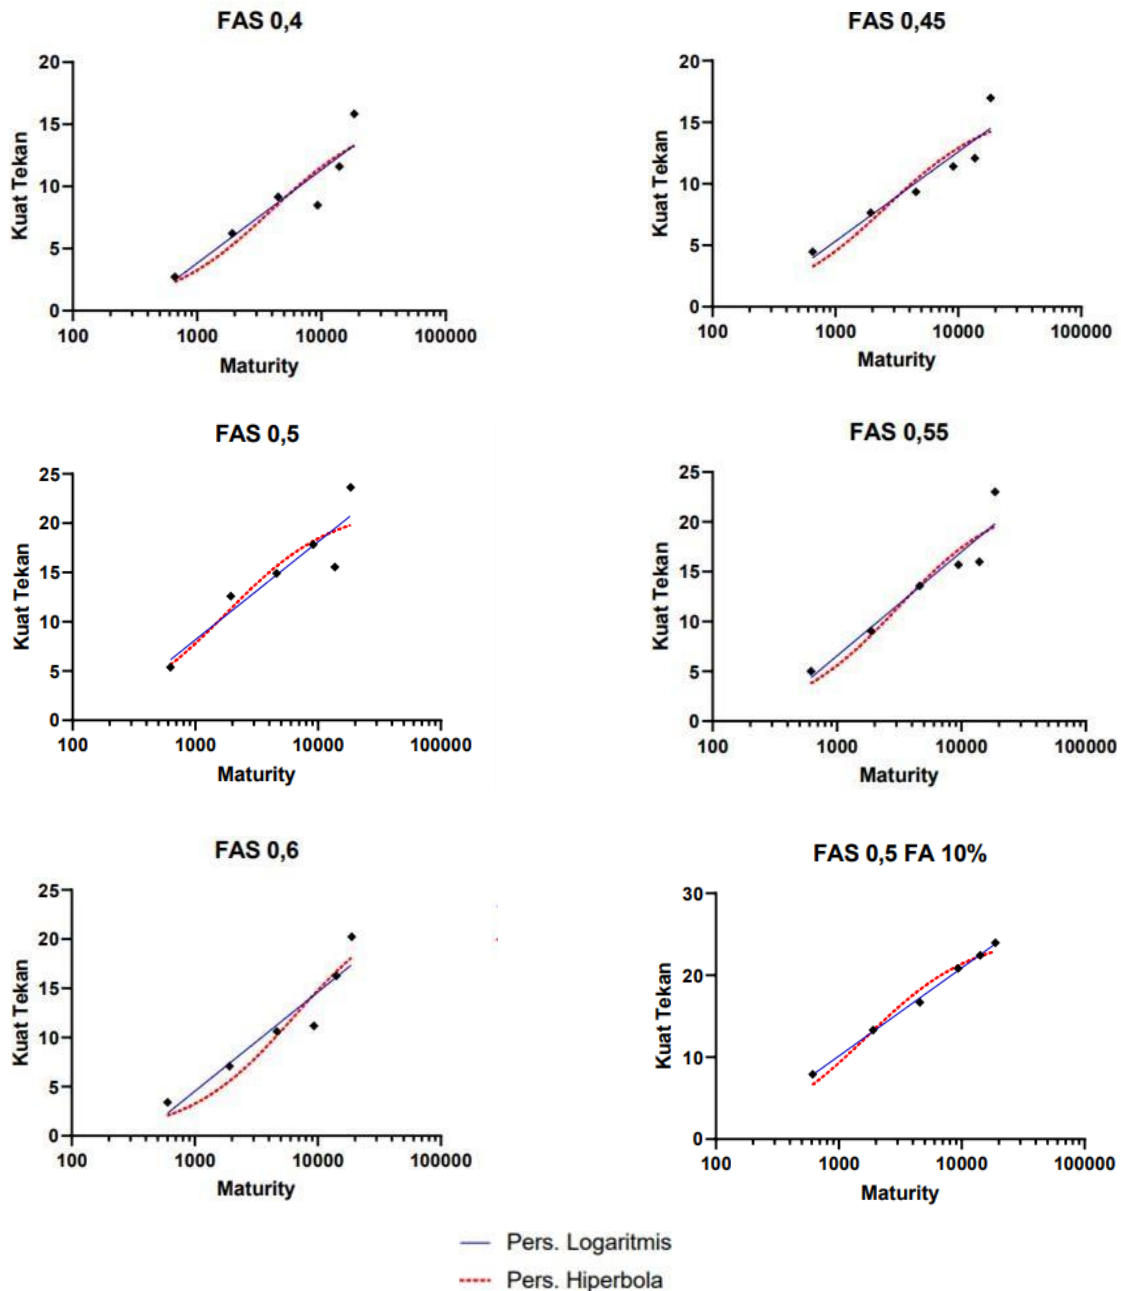 FAS 0,4
20
15
10
5
0
Kuat Tekan
100 1000 10000 100000
Maturity
FAS 0,45
20
15
10
5
0
Kuat Tekan
100 1000 10000 100000
Maturity
FAS 0,5
25
20
15
10
5
0
Kuat Tekan
100 1000 10000 100000
Maturity
FAS 0,55
25
20
15
10
5
0
Kuat Tekan
100 1000 10000 100000
Maturity
FAS 0,6
25
20
15
10
5
0
Kuat Tekan
100 1000 10000 100000
Maturity
FAS 0,5 FA 10%
30
20
10
0
Kuat Tekan
100 1000 10000 100000
Maturity
Pers. Logaritmis
Pers. Hiperbola